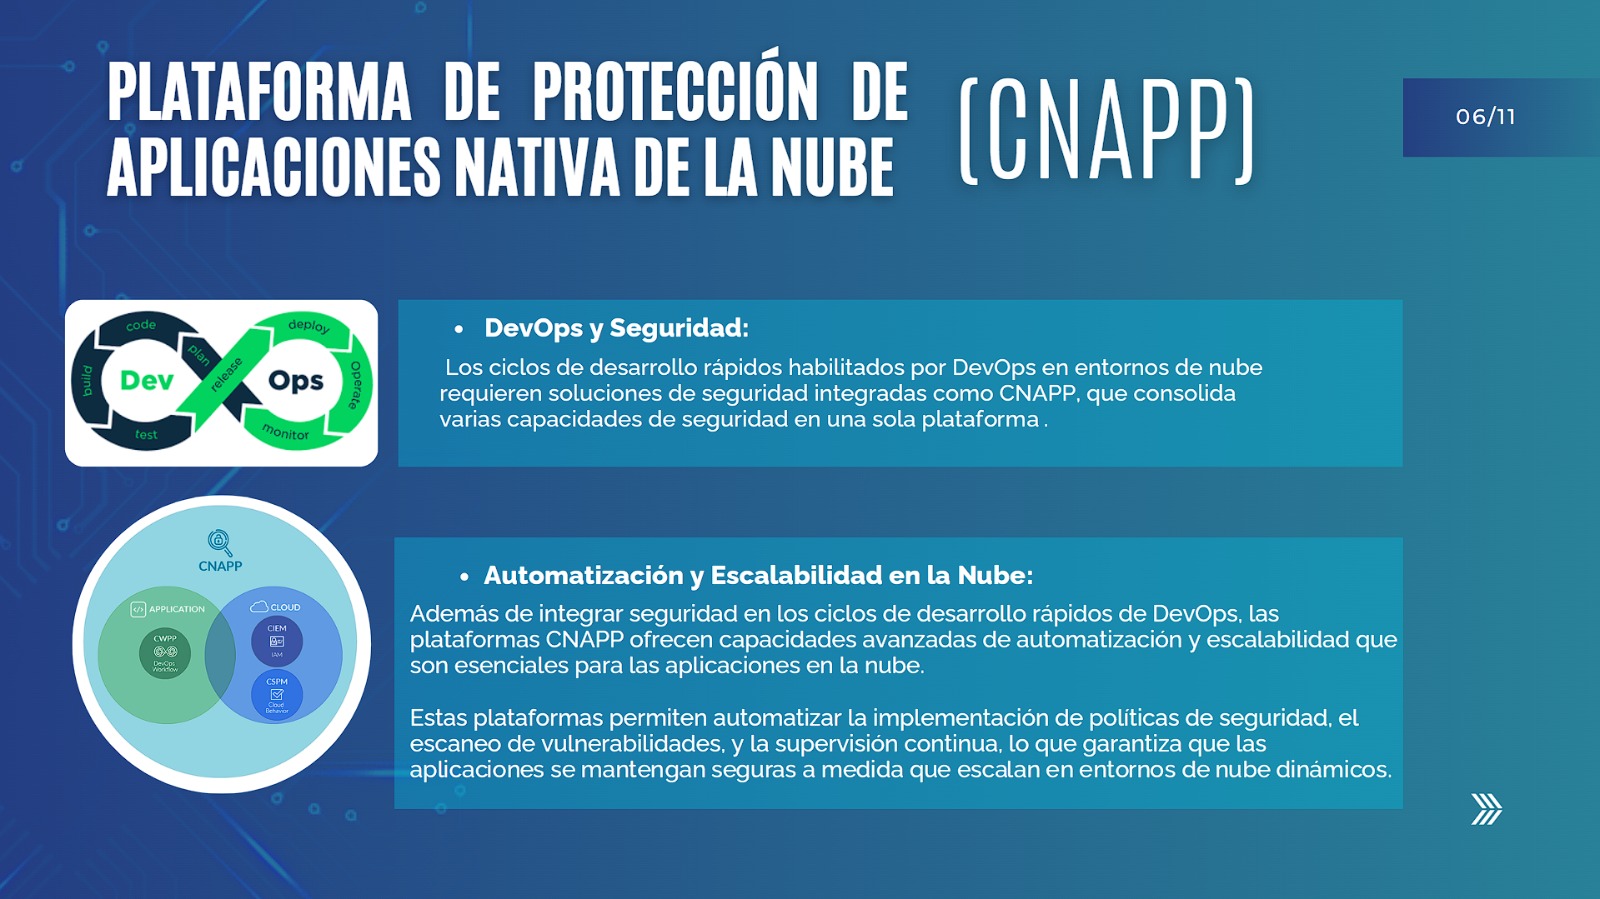 PLATAFORMA DE PROTECCIÓN DE
APLICACIONES NATIVA DE LA NUBE
(CNAPP)
06/11
code
plan
build
Dev
test
release
deploy
Operate
Ops
monitor
• DevOps y Seguridad:
Los ciclos de desarrollo rápidos habilitados por DevOps en entornos de nube
requieren soluciones de seguridad integradas como CNAPP, que consolida
varias capacidades de seguridad en una sola plataforma .
CNAPP
</> APPLICATION
CWPP
DevOps
Workflow
CLOUD
CIEM
IAM
CSPM
Cloud
Behavior
• Automatización y Escalabilidad en la Nube:
Además de integrar seguridad en los ciclos de desarrollo rápidos de DevOps, las
plataformas CNAPP ofrecen capacidades avanzadas de automatización y escalabilidad que
son esenciales para las aplicaciones en la nube.
Estas plataformas permiten automatizar la implementación de políticas de seguridad, el
escaneo de vulnerabilidades, y la supervisión continua, lo que garantiza que las
aplicaciones se mantengan seguras a medida que escalan en entornos de nube dinámicos.